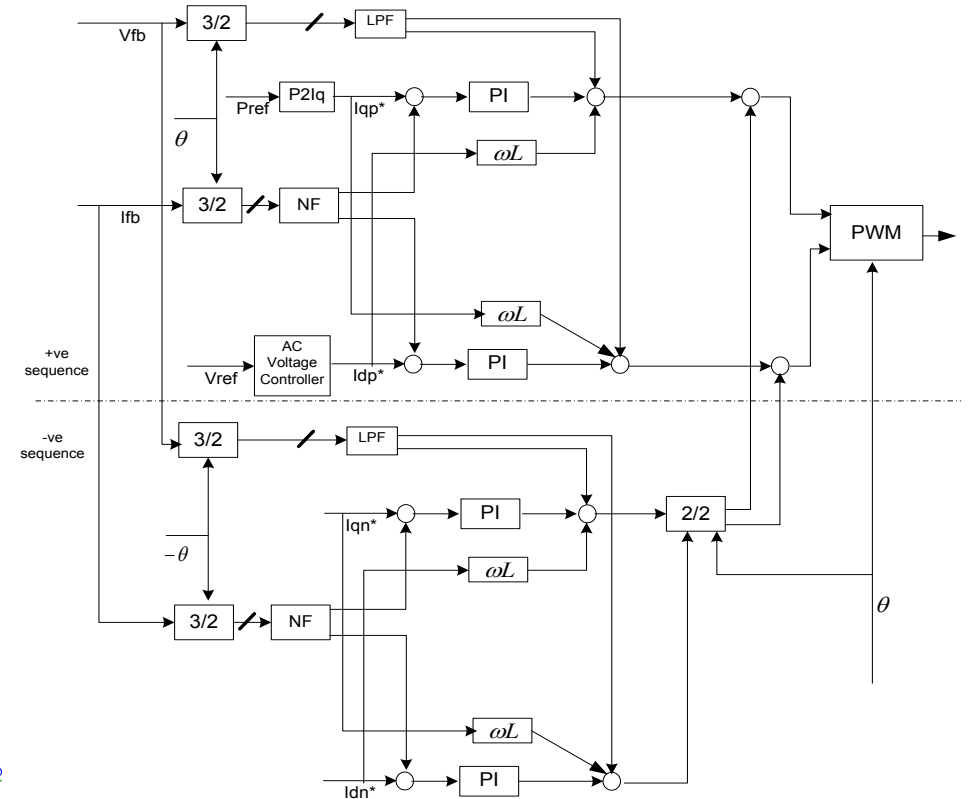 3/2
LPF
Vfb
P2Iq
PI
Pref
Iqp*
θ
ωL
3/2
NF
Ifb
PWM
ωL
+ve
sequence
AC
Voltage
Controller
PI
Vref
Idp*
-ve
sequence
3/2
LPF
PI
2/2
Iqn*
−θ
ωL
θ
3/2
NF
ωL
PI
Idn*